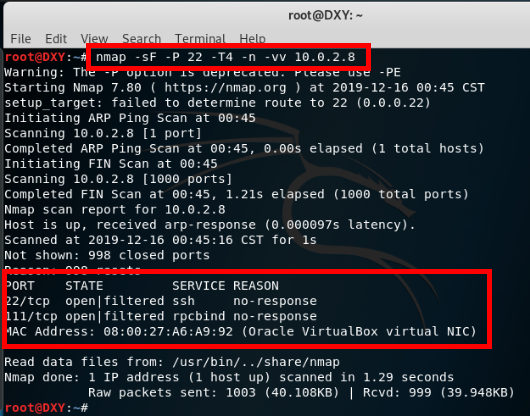 root@DXY: ~
File Edit View Search Terminal Help
root@DXY:~# nmap -sF -P 22 -T4 -n -vv 10.0.2.8
Warning: The -P option is deprecated. Please use -PE
Starting Nmap 7.80 ( https://nmap.org ) at 2019-12-16 00:45 CST
setup_target: failed to determine route to 22 (0.0.0.22)
Initiating ARP Ping Scan at 00:45
Scanning 10.0.2.8 [1 port]
Completed ARP Ping Scan at 00:45, 0.00s elapsed (1 total hosts)
Initiating FIN Scan at 00:45
Scanning 10.0.2.8 [1000 ports]
Completed FIN Scan at 00:45, 1.21s elapsed (1000 total ports)
Nmap scan report for 10.0.2.8
Host is up, received arp-response (0.000097s latency).
Scanned at 2019-12-16 00:45:16 CST for 1s
Not shown: 998 closed ports
Reason: 998 resets
PORT STATE SERVICE REASON
22/tcp open|filtered ssh no-response
111/tcp open|filtered rpcbind no-response
MAC Address: 08:00:27:A6:A9:92 (Oracle VirtualBox virtual NIC)
Read data files from: /usr/bin/../share/nmap
Nmap done: 1 IP address (1 host up) scanned in 1.29 seconds
Raw packets sent: 1003 (40.108KB) | Rcvd: 999 (39.948KB)
root@DXY:~#